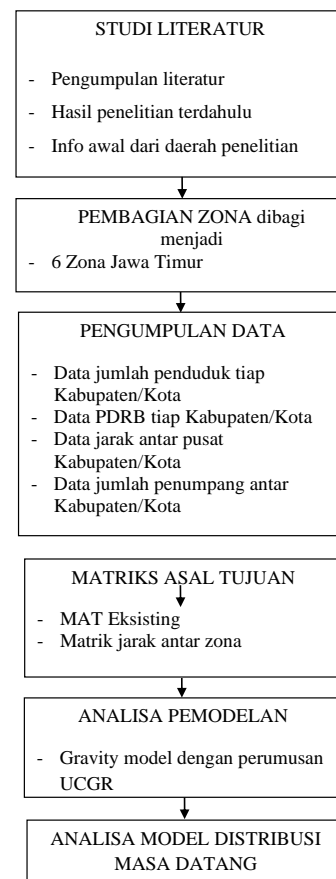 STUDI LITERATUR
- Pengumpulan literatur
- Hasil penelitian terdahulu
- Info awal dari daerah penelitian
PEMBAGIAN ZONA dibagi
menjadi
- 6 Zona Jawa Timur
PENGUMPULAN DATA
- Data jumlah penduduk tiap
Kabupaten/Kota
- Data PDRB tiap Kabupaten/Kota
- Data jarak antar pusat
Kabupaten/Kota
- Data jumlah penumpang antar
Kabupaten/Kota
MATRIKS ASAL TUJUAN
- MAT Eksisting
- Matrik jarak antar zona
ANALISA PEMODELAN
- Gravity model dengan perumusan
UCGR
ANALISA MODEL DISTRIBUSI
MASA DATANG